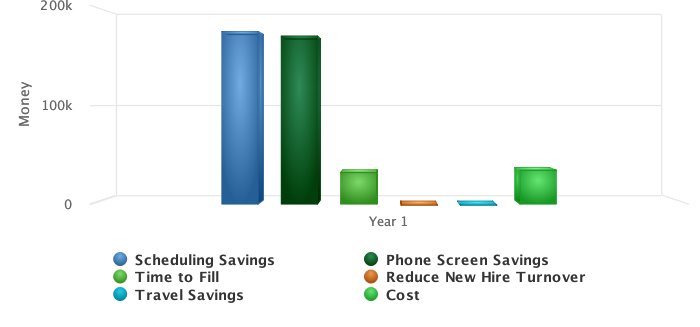 200k
100k
0
Money
Year 1
Scheduling Savings
Phone Screen Savings
Time to Fill
Reduce New Hire Turnover
Travel Savings
Cost